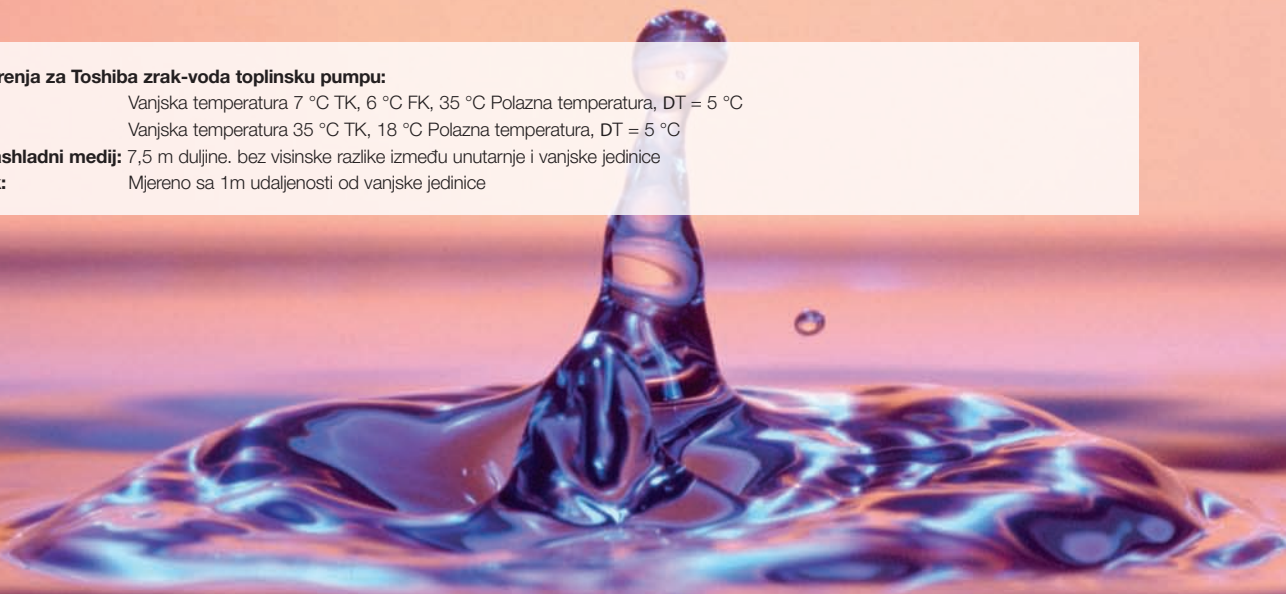 renja za Toshiba zrak-voda toplinsku pumpu:
Vanjska temperatura 7 °C TK, 6 °C FK, 35 °C Polazna temperatura, DT = 5 °C
Vanjska temperatura 35 °C TK, 18 °C Polazna temperatura, DT = 5 °C
ashladni medij: 7,5 m duljine. bez visinske razlike između unutarnje i vanjske jedinice
: Mjereno sa 1m udaljenosti od vanjske jedinice